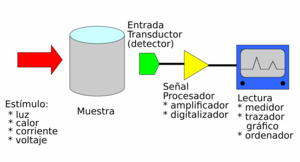 Entrada
Transductor
(detector)
Estímulo:
* luz
* calor
* corriente
* voltaje
Muestra
Señal
Procesador
* amplificador
* digitalizador
Lectura
* medidor
* trazador
gráfico
* ordenador